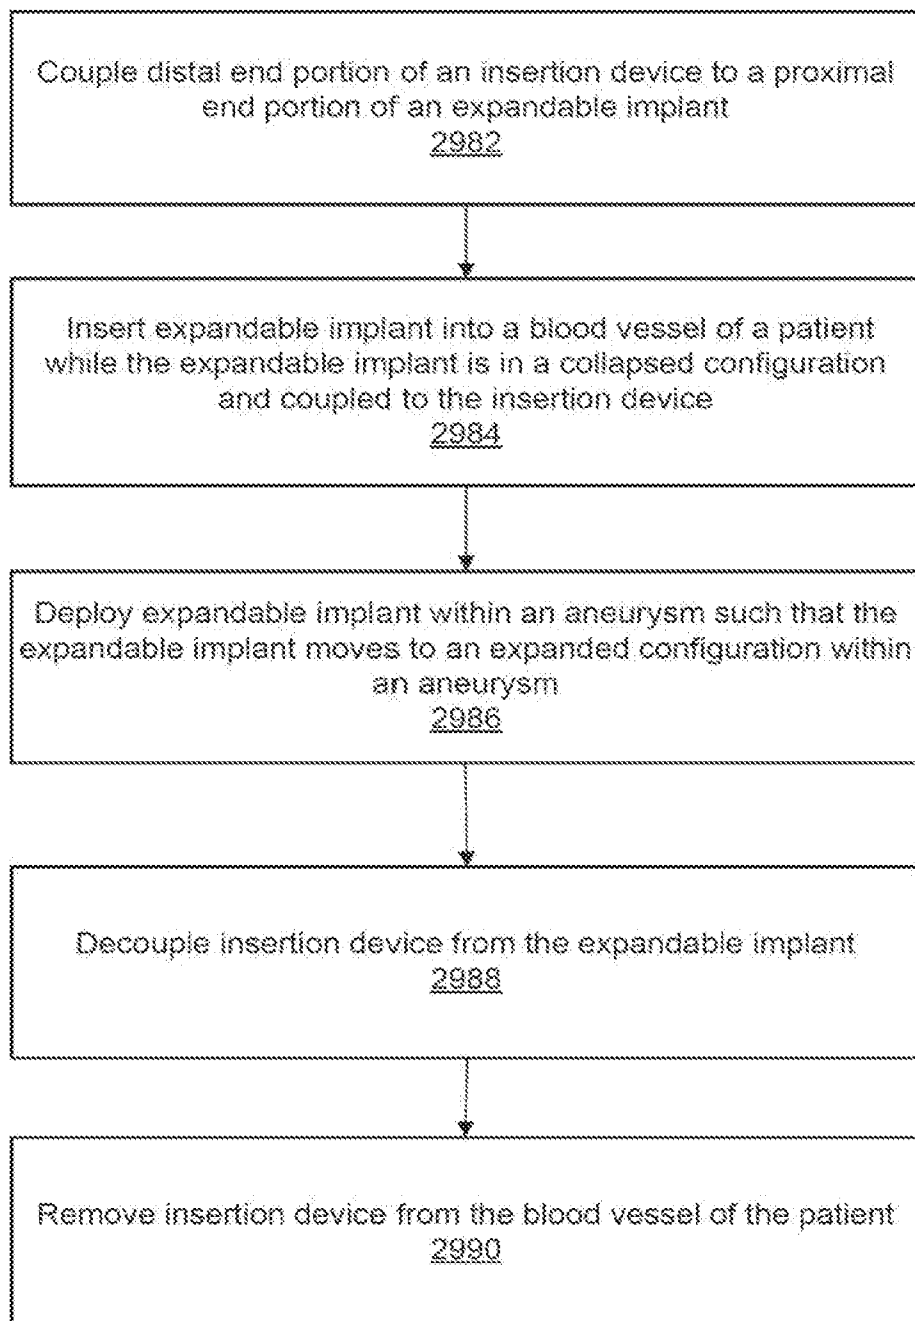 Couple distal end portion of an insertion device to a proximal
end portion of an expandable implant
2982
Insert expandable implant into a blood vessel of a patient
while the expandable implant is in a collapsed configuration
and coupled to the insertion device
2984
Deploy expandable implant within an aneurysm such that the
expandable implant moves to an expanded configuration within
an aneurysm
2986
Decouple insertion device from the expandable implant
2988
Remove insertion device from the blood vessel of the patient
2990